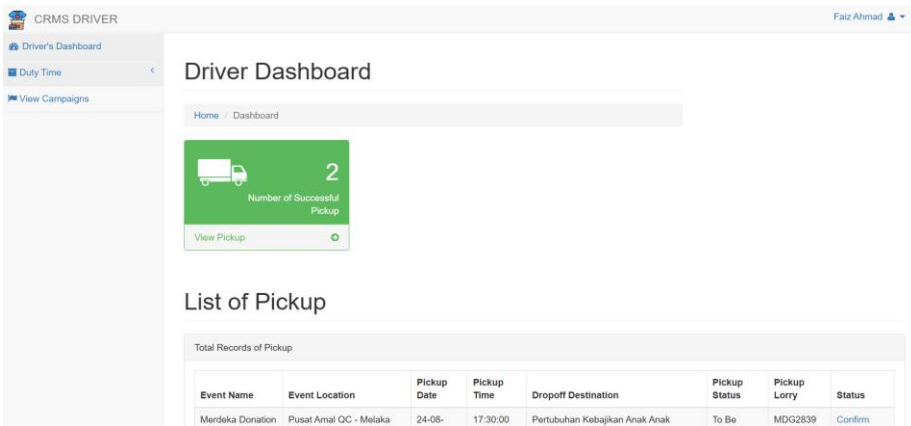 CRMS DRIVER
Faiz Ahmad
Driver's Dashboard
Duty Time
View Campaigns
Driver Dashboard
Home / Dashboard
2
Number of Successful
Pickup
View Pickup
List of Pickup
Total Records of Pickup
Event Name Event Location Pickup Date Pickup Time Dropoff Destination Pickup Status Pickup Lorry Status
Merdeka Donation Pusat Amal QC - Melaka 24-08- 17:30:00 Pertubuhan Kebajikan Anak Anak To Be MDG2839 Confirm